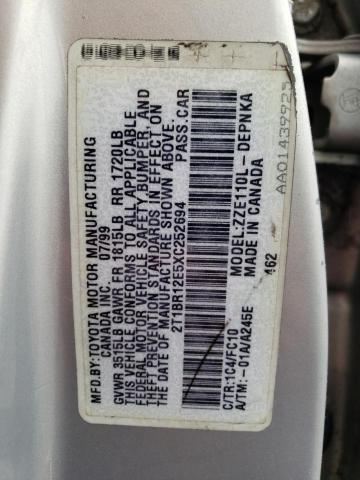 MFD. BY:
TOYOTA MOTOR MANUFACTURING
CANADA INC. 07/99
GVWR 3515LB GAWR FR 1815LB RR 1720LB
THIS VEHICLE CONFORMS TO ALL APPLICABLE
FEDERAL MOTOR VEHICLE SAFETY, BUMPER, AND
THEFT PREVENTION STANDARDS IN EFFECT ON
THE DATE OF MANUFACTURE SHOWN ABOVE.
2T1BR12E5XC252694 PASS.CAR
C/TR:1C4/FC10 MODEL:ZZE110L-DEPNKA
A/TM:-01A/A245E MADE IN CANADA
462 AA0143992S